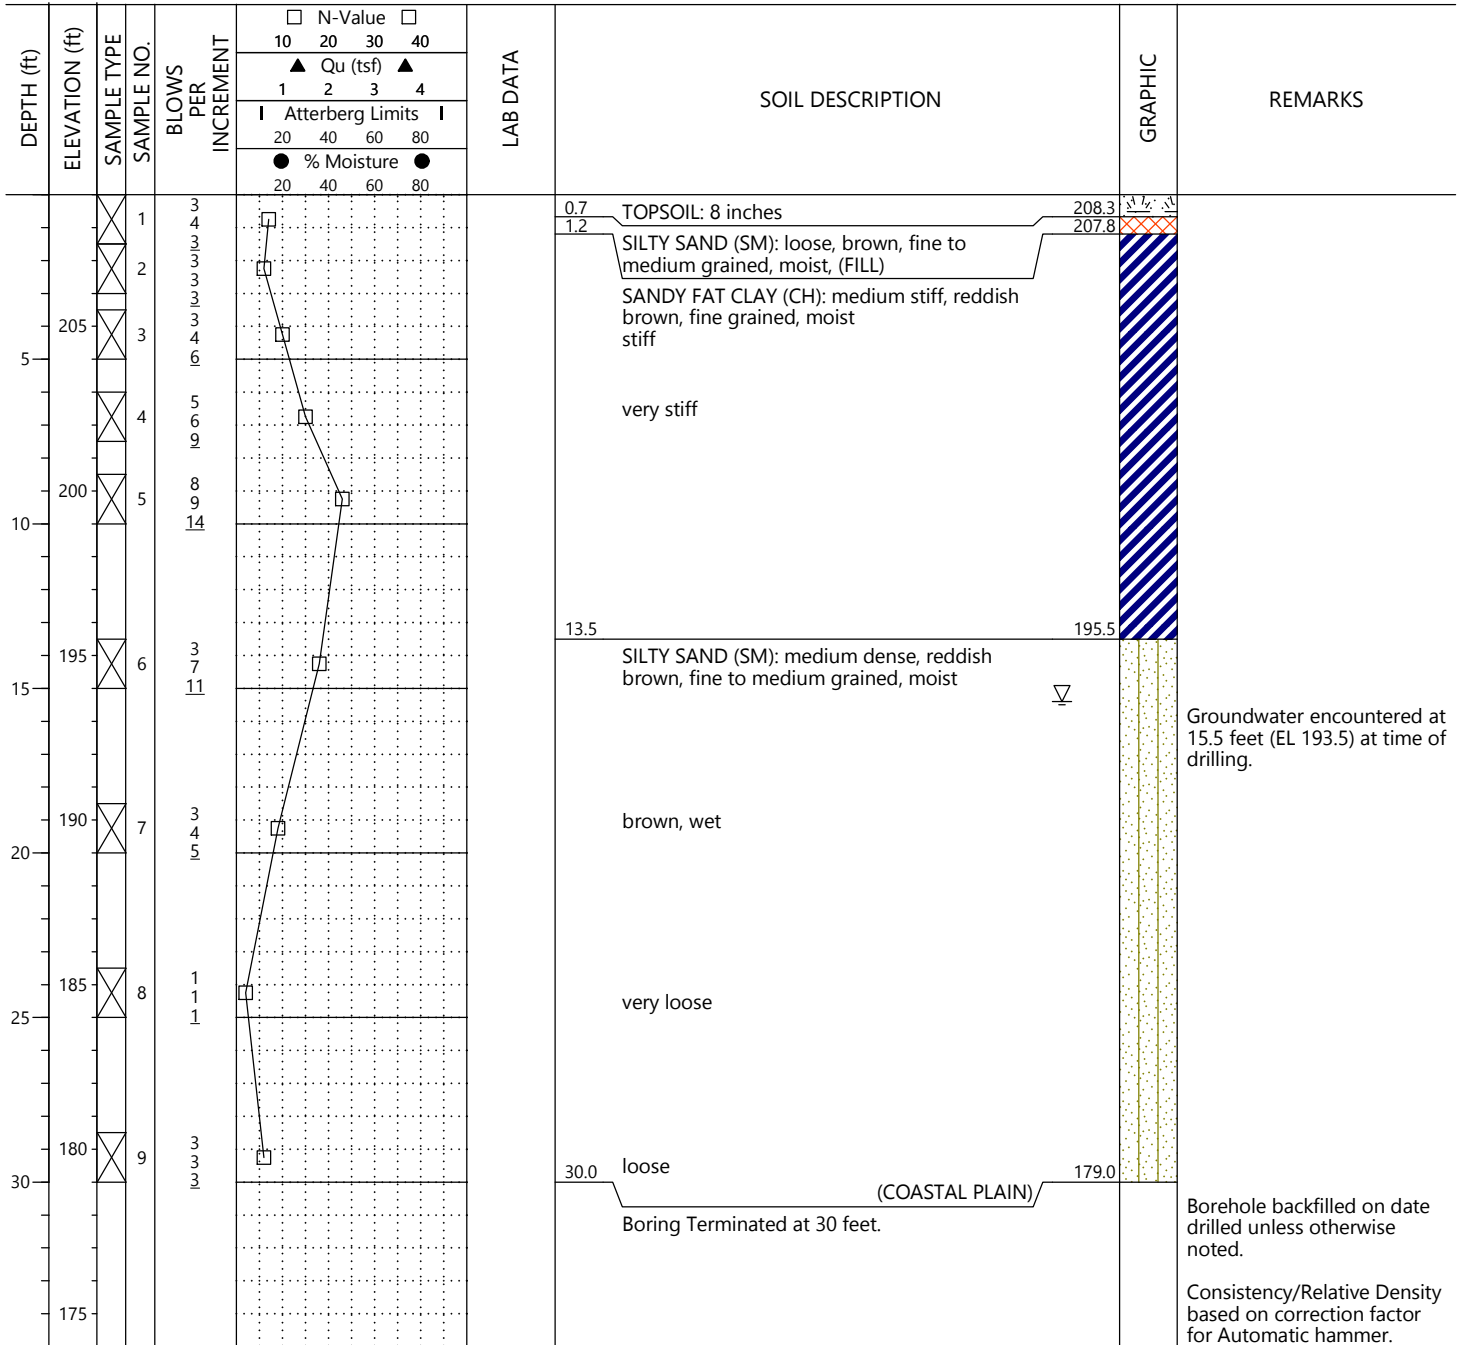 DEPTH (ft)
ELEVATION (ft)
SAMPLE TYPE
SAMPLE NO.
BLOWS
PER
INCREMENT
N-Value
10 20 30 40
Qu (tsf)
1 2 3 4
Atterberg Limits
20 40 60 80
% Moisture
20 40 60 80
LAB DATA
SOIL DESCRIPTION
GRAPHIC
REMARKS
1
3
4
3
0.7 TOPSOIL: 8 inches 208.3
1.2 207.8
SILTY SAND (SM): loose, brown, fine to
medium grained, moist, (FILL)
2
3
3
3
SANDY FAT CLAY (CH): medium stiff, reddish
brown, fine grained, moist
stiff
205
3
3
4
6
5
4
5
6
9
very stiff
200
5
8
9
14
10
13.5 195.5
SILTY SAND (SM): medium dense, reddish
brown, fine to medium grained, moist
195
6
3
7
11
15
Groundwater encountered at
15.5 feet (EL 193.5) at time of
drilling.
190
7
3
4
5
brown, wet
20
185
8
1
1
1
very loose
25
180
9
3
3
3
loose
30
30.0 179.0
(COASTAL PLAIN)
Boring Terminated at 30 feet.
Borehole backfilled on date
drilled unless otherwise
noted.
Consistency/Relative Density
based on correction factor
for Automatic hammer.
175